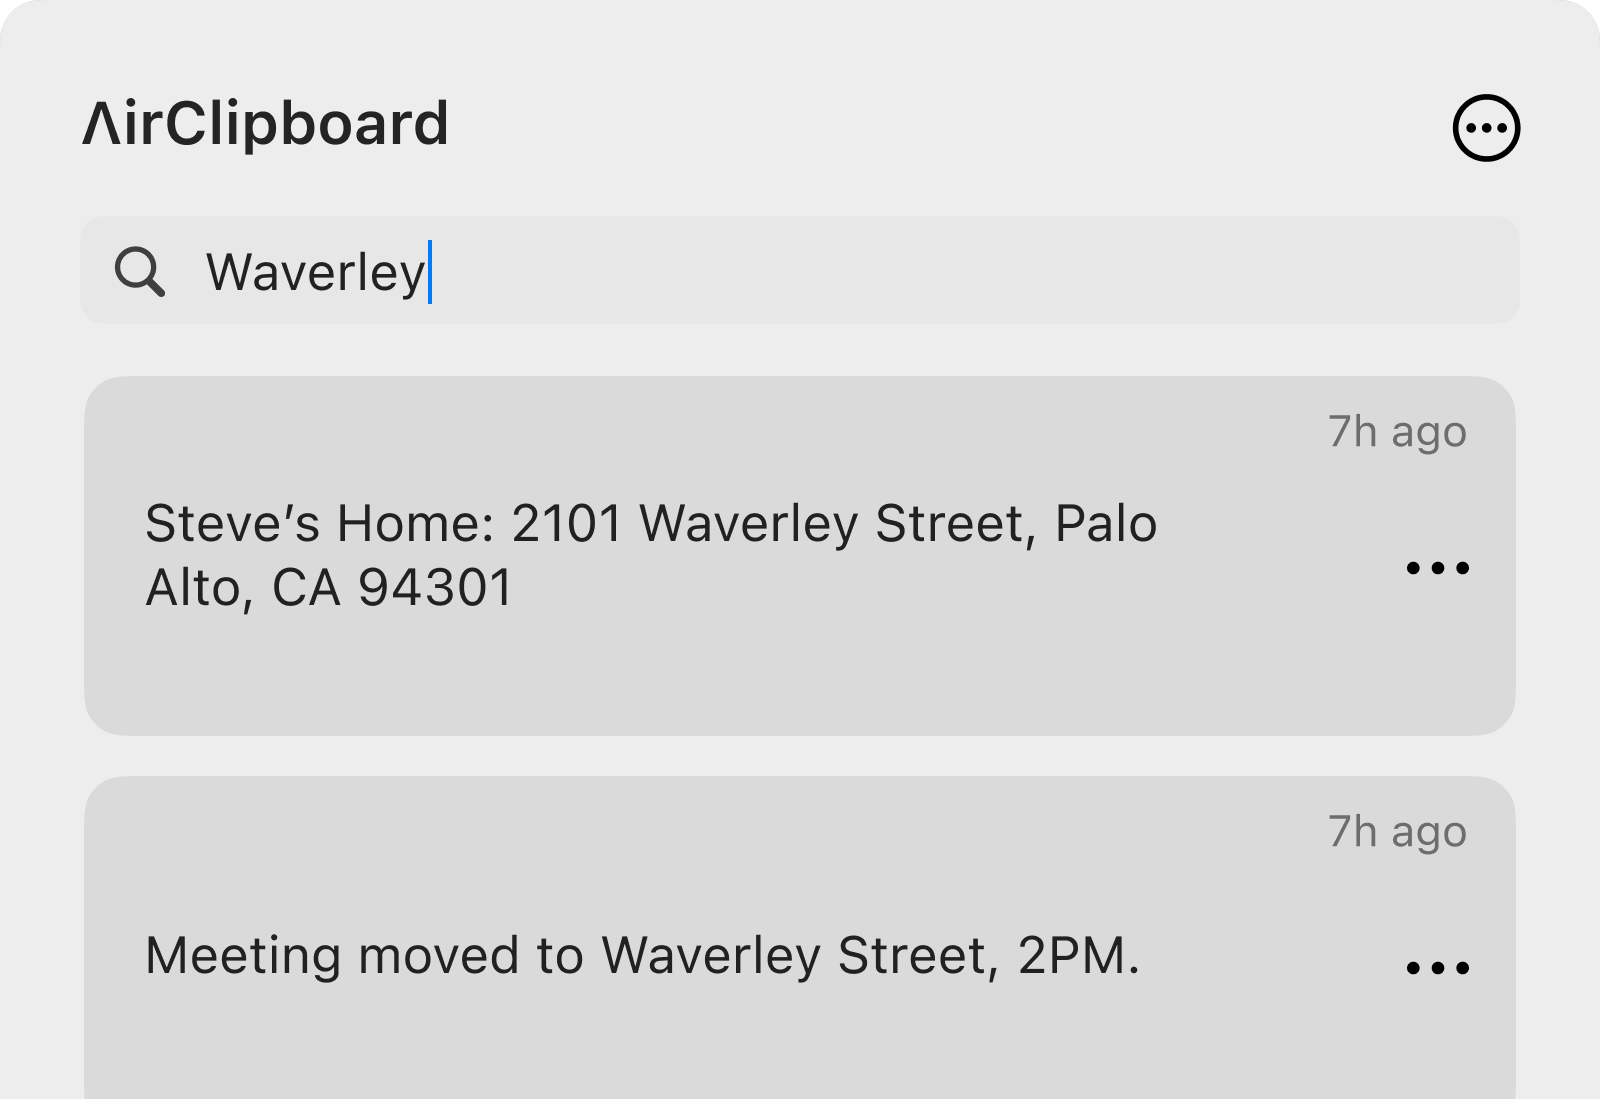 ΛirClipboard
Waverley
7h ago
Steve’s Home: 2101 Waverley Street, Palo
Alto, CA 94301
7h ago
Meeting moved to Waverley Street, 2PM.